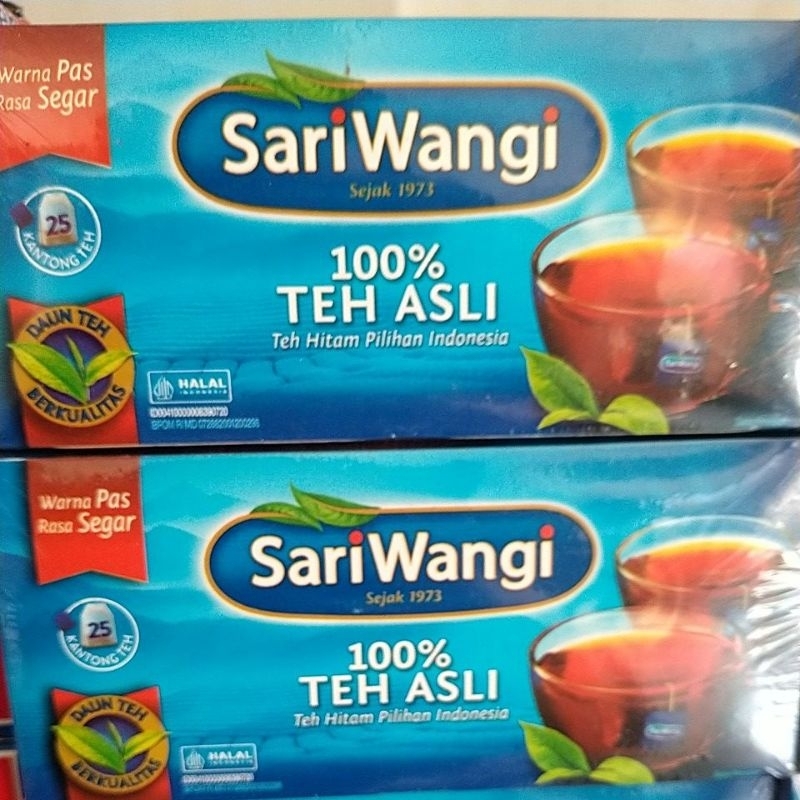 Warna Pas
Rasa Segar
SariWangi
Sejak 1973
25
KANTONG TEH
100%
TEH ASLI
Teh Hitam Pilihan Indonesia
DAUN TEH
BERKUALITAS
HALAL
INDONESIA
Warna Pas
Rasa Segar
SariWangi
Sejak 1973
25
KANTONG TEH
100%
TEH ASLI
Teh Hitam Pilihan Indonesia
DAUN TEH
BERKUALITAS
HALAL
INDONESIA